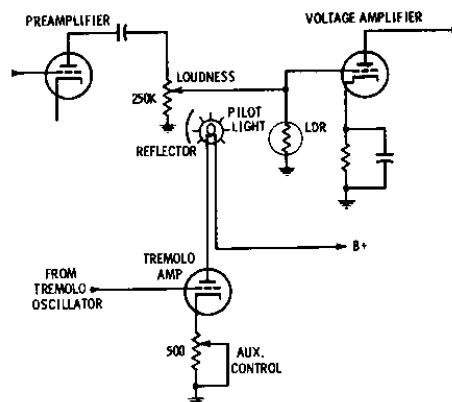 PREAMPLIFIER
VOLTAGE AMPLIFIER
LOUDNESS
250K
PILOT
LIGHT
LDR
REFLECTOR
B+
TREMOLO
AMP
FROM
TREMOLO
OSCILLATOR
500
AUX.
CONTROL